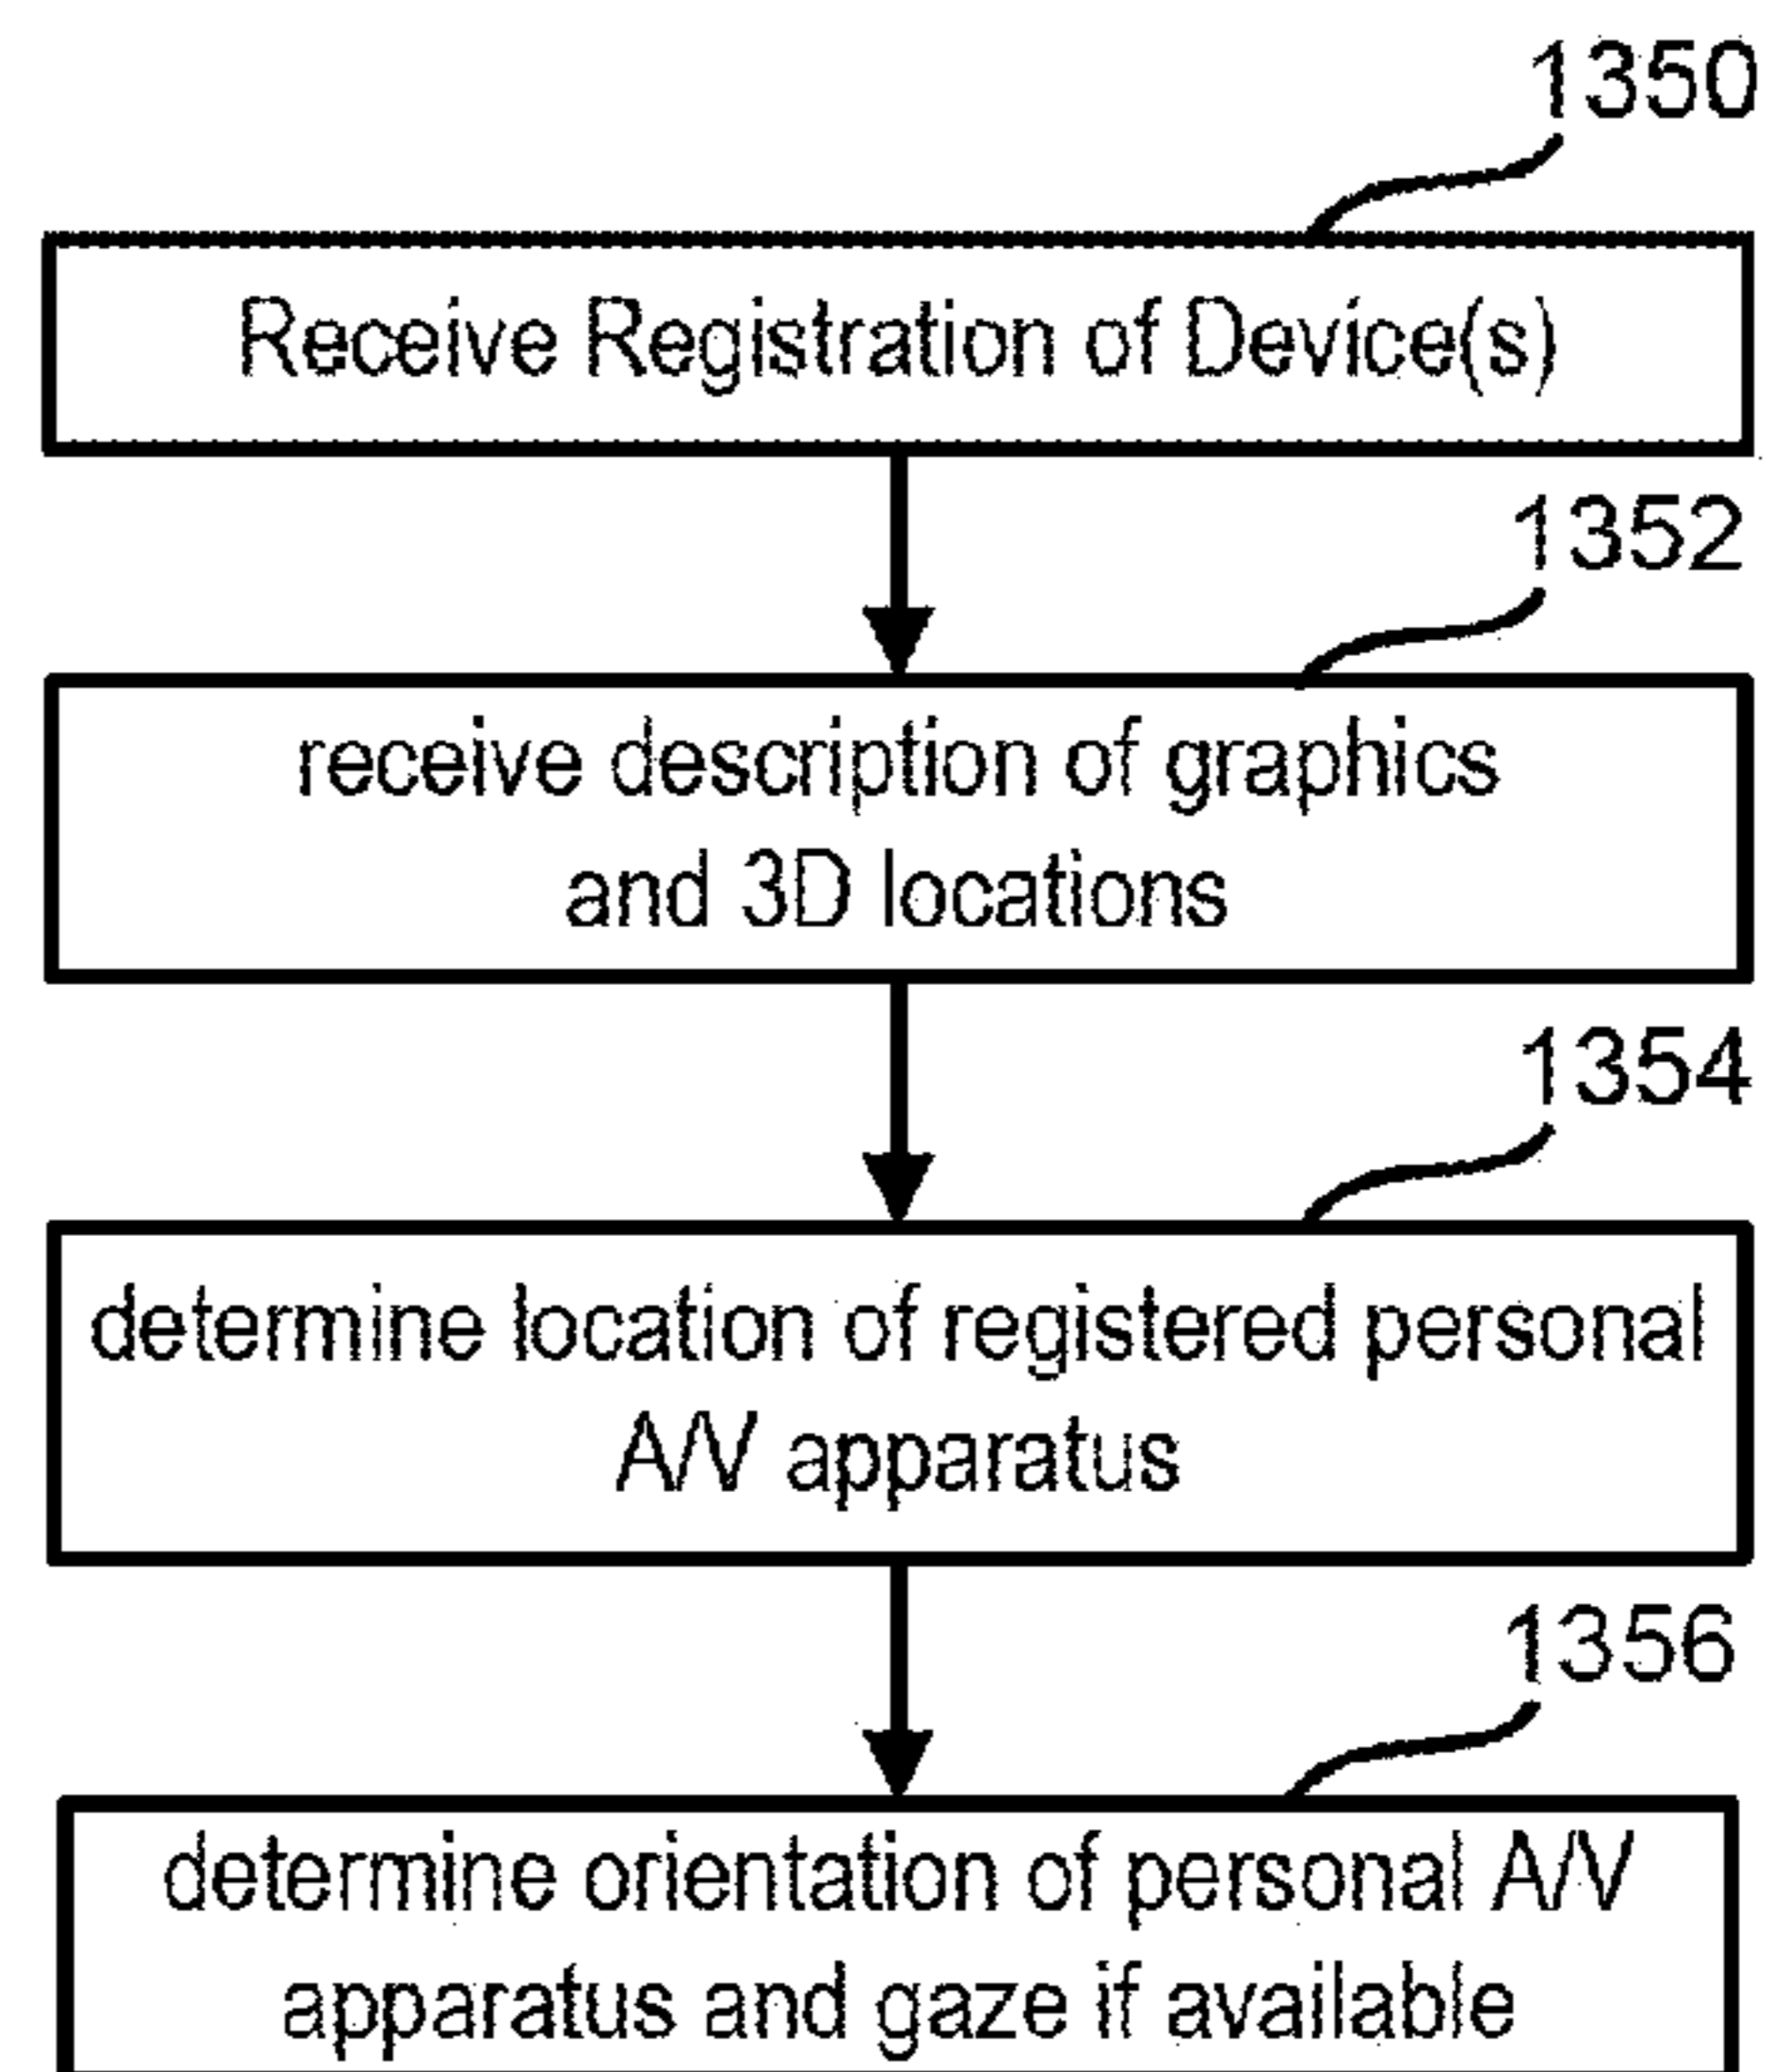 1350
Receive Registration of Device(s)
1352
receive description of graphics
and 3D locations
1354
determine location of registered personal
A/V apparatus
1356
determine orientation of personal A/V
apparatus and gaze if available